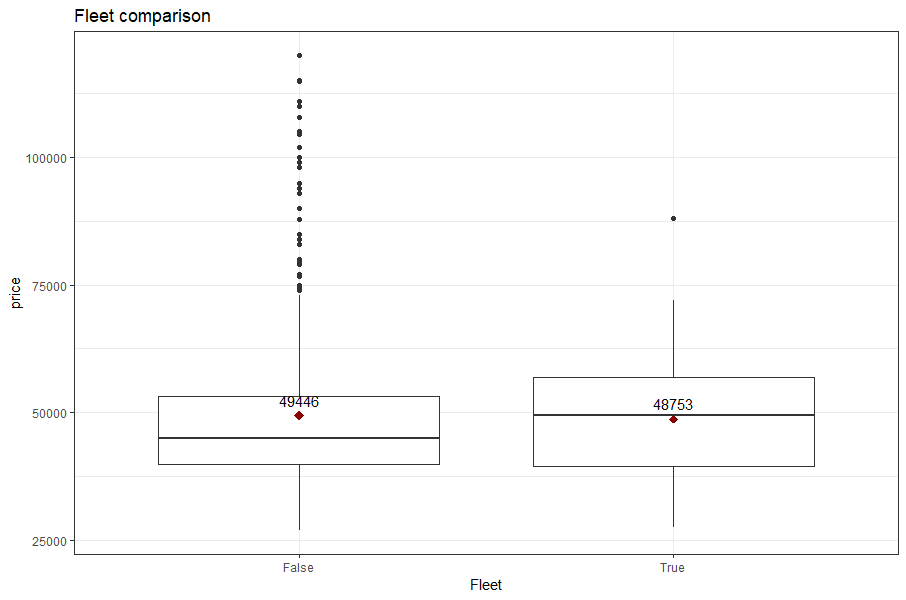 Fleet comparison
price
100000
75000
50000
25000
49446
48753
False
True
Fleet